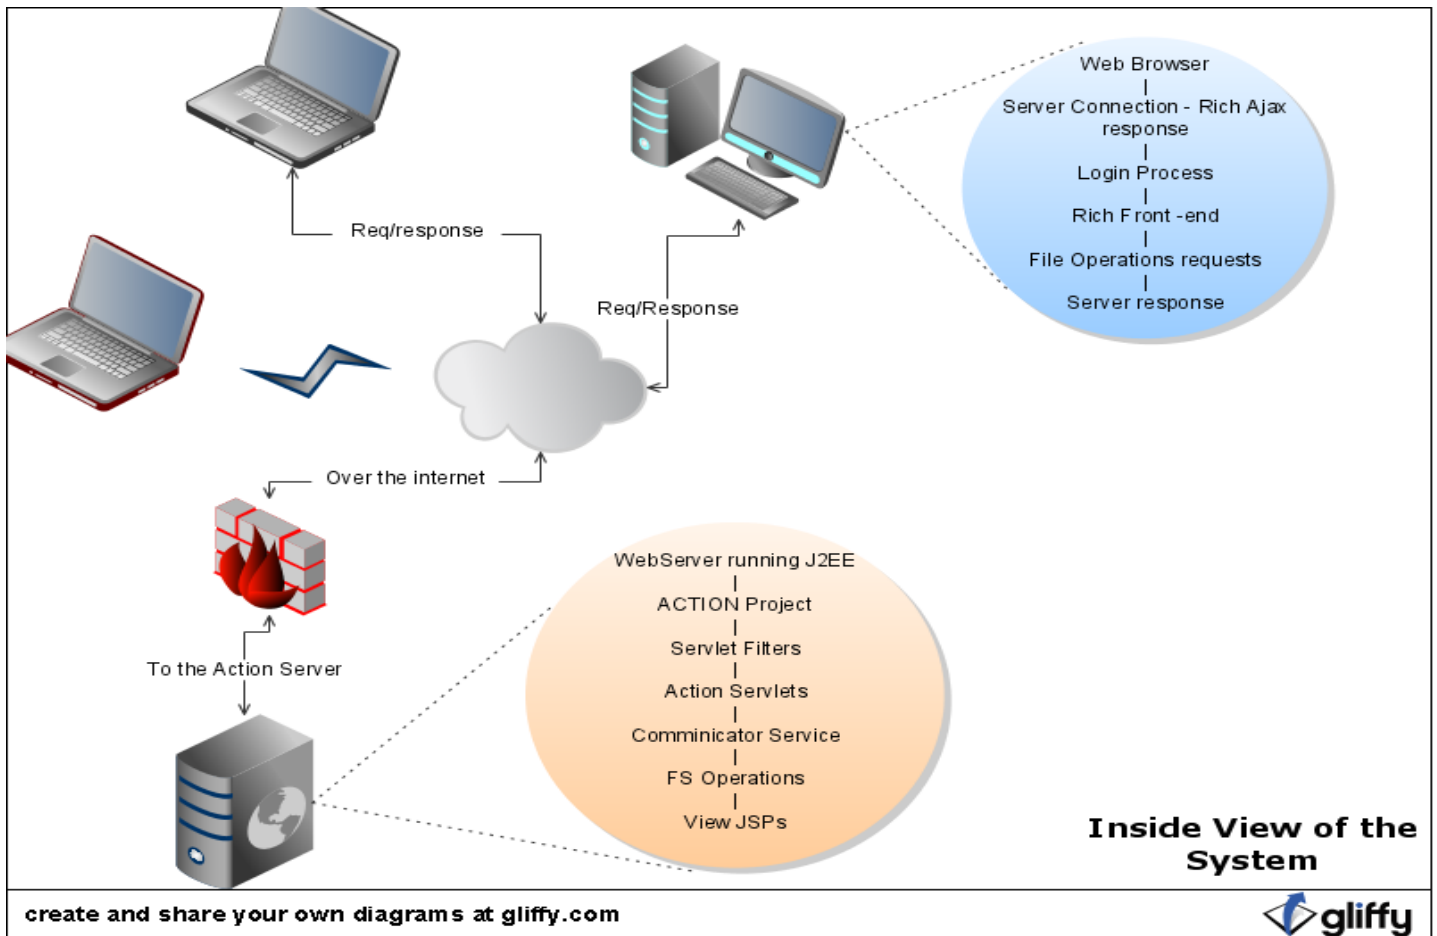 Web Browser
|
Server Connection - Rich Ajax
response
|
Login Process
|
Rich Front -end
|
File Operations requests
|
Server response
Req/response
Req/Response
Over the internet
To the Action Server
WebServer running J2EE
|
ACTION Project
|
Servlet Filters
|
Action Servlets
|
Comminicator Service
|
FS Operations
|
View JSPs
Inside View of the
System
create and share your own diagrams at gliffy.com
gliffy